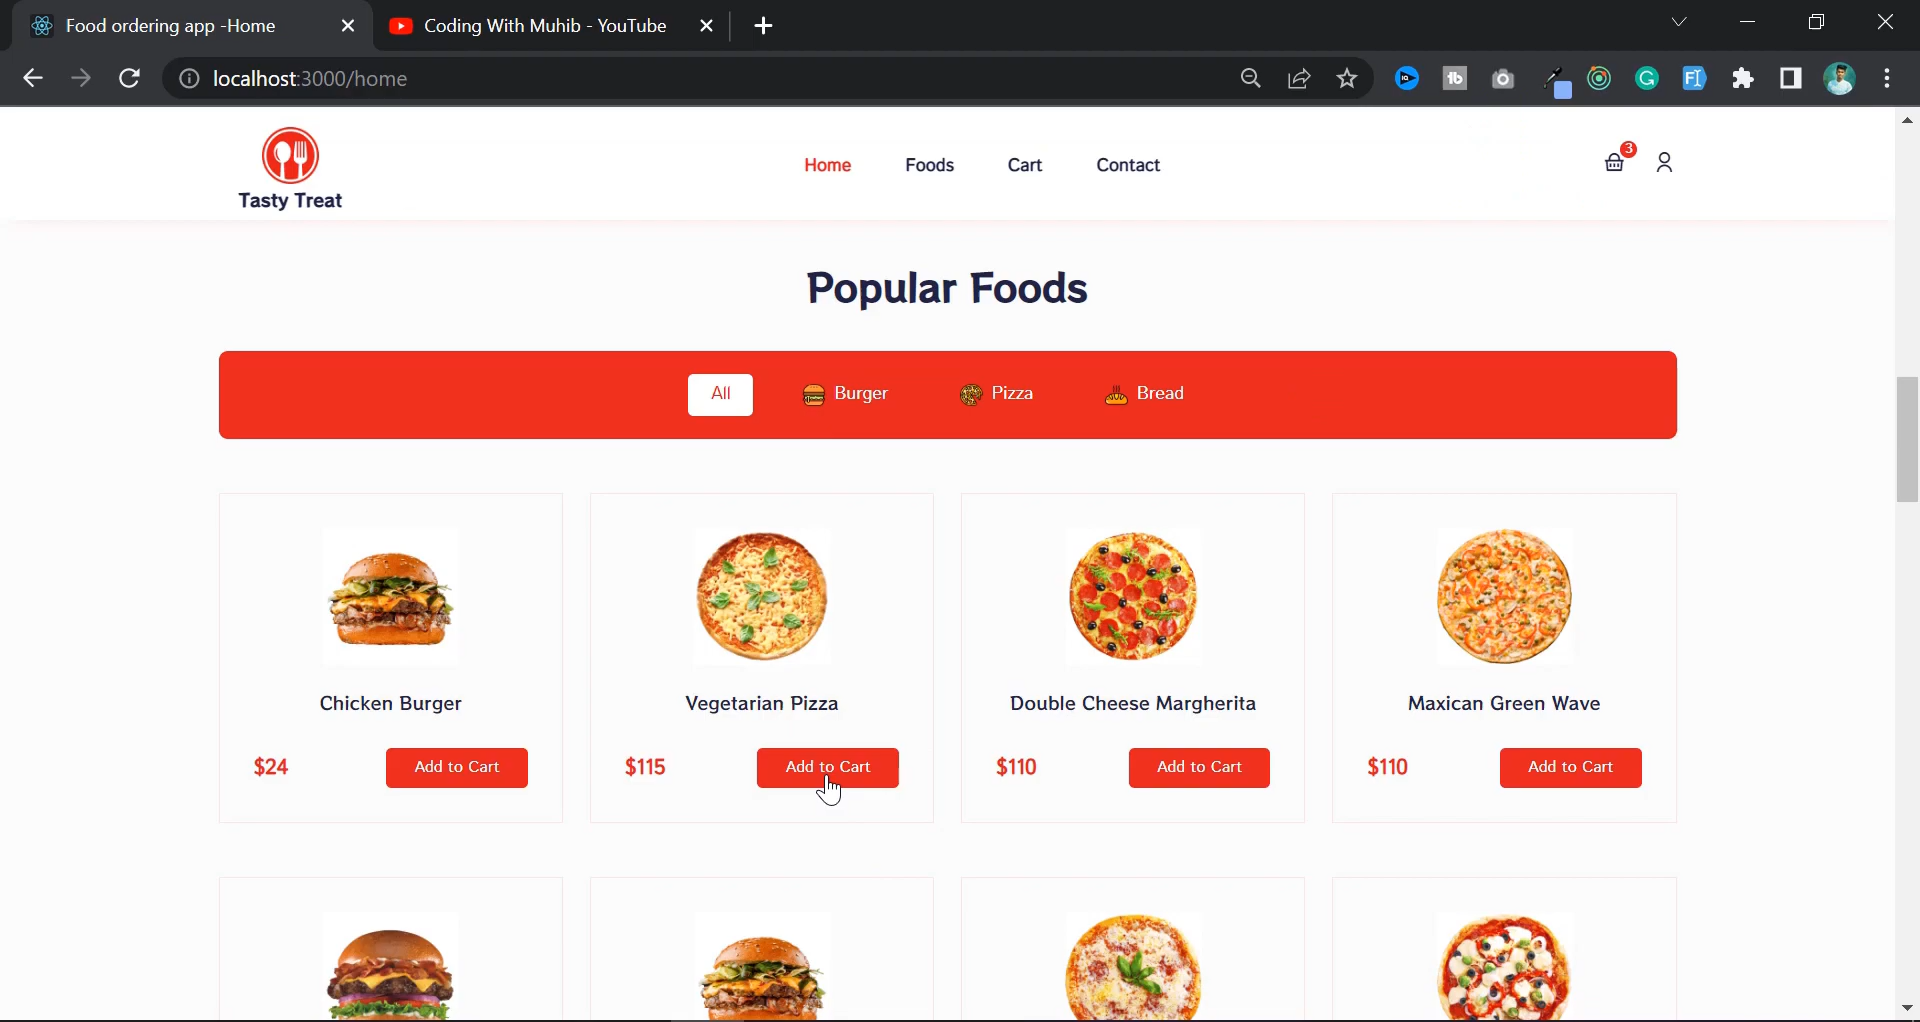 Food ordering app -Home
Coding With Muhib - YouTube
localhost:3000/home
Tasty Treat
Home
Foods
Cart
Contact
3
Popular Foods
All
Burger
Pizza
Bread
Chicken Burger
Vegetarian Pizza
Double Cheese Margherita
Maxican Green Wave
$24
Add to Cart
$115
Add to Cart
$110
Add to Cart
$110
Add to Cart